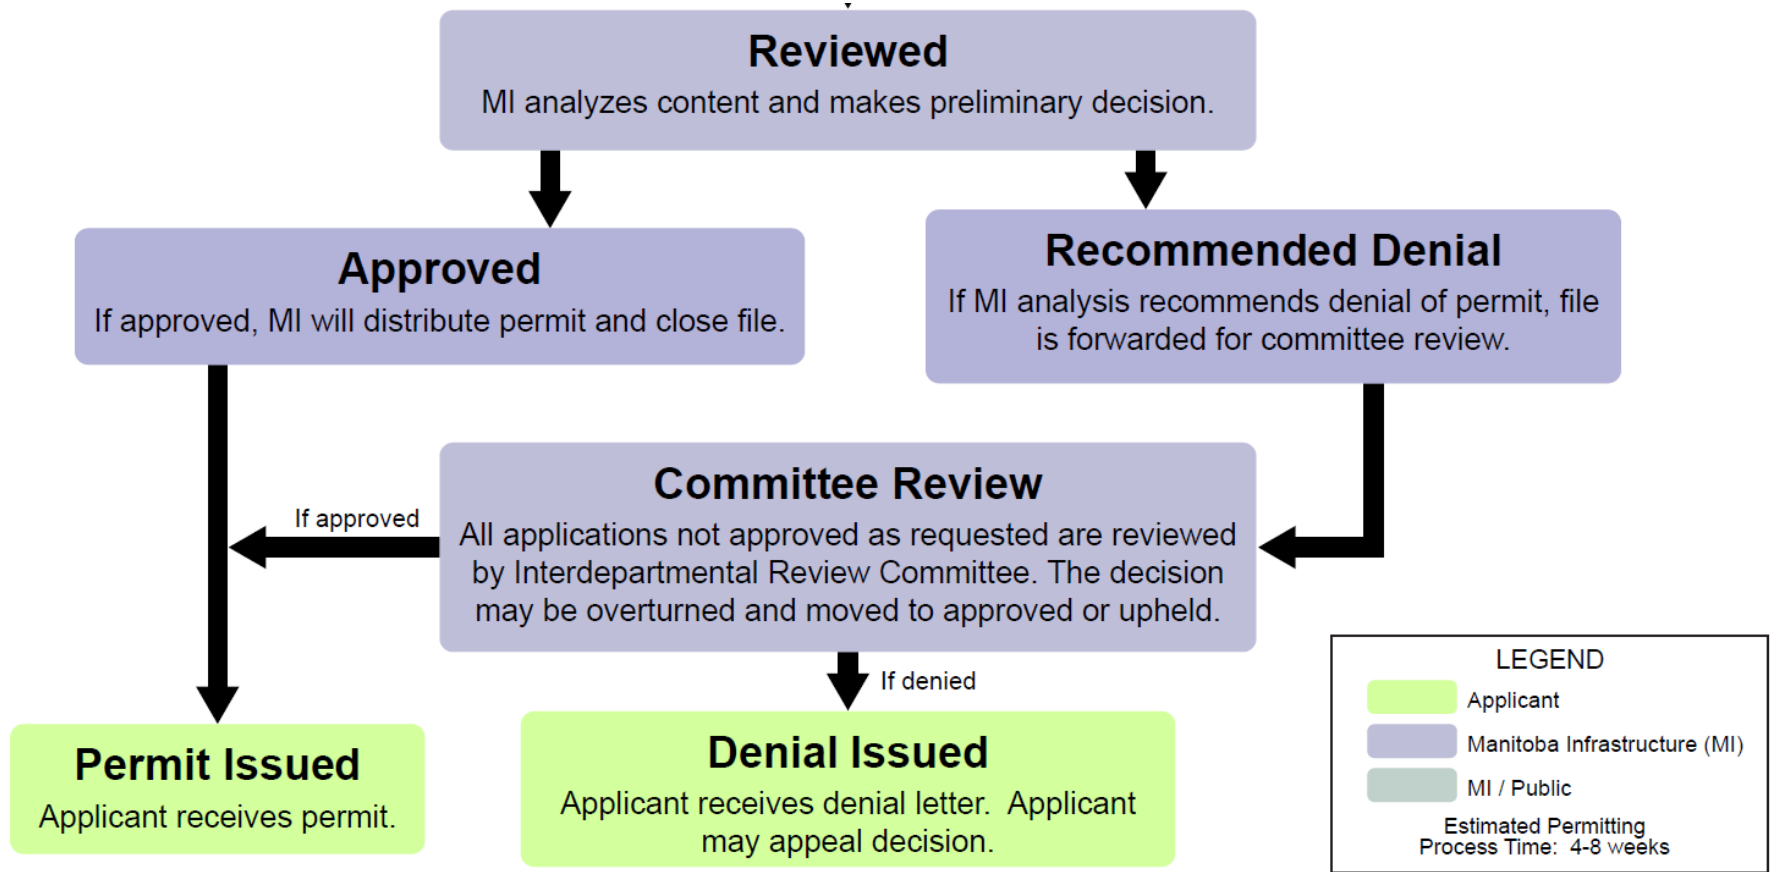 Reviewed
MI analyzes content and makes preliminary decision.
Approved
If approved, MI will distribute permit and close file.
Recommended Denial
If MI analysis recommends denial of permit, file
is forwarded for committee review.
Committee Review
All applications not approved as requested are reviewed
by Interdepartmental Review Committee. The decision
may be overturned and moved to approved or upheld.
If approved
If denied
Permit Issued
Applicant receives permit.
Denial Issued
Applicant receives denial letter.  Applicant
may appeal decision.
LEGEND
Applicant
Manitoba Infrastructure (MI)
MI / Public
Estimated Permitting
Process Time:  4-8 weeks